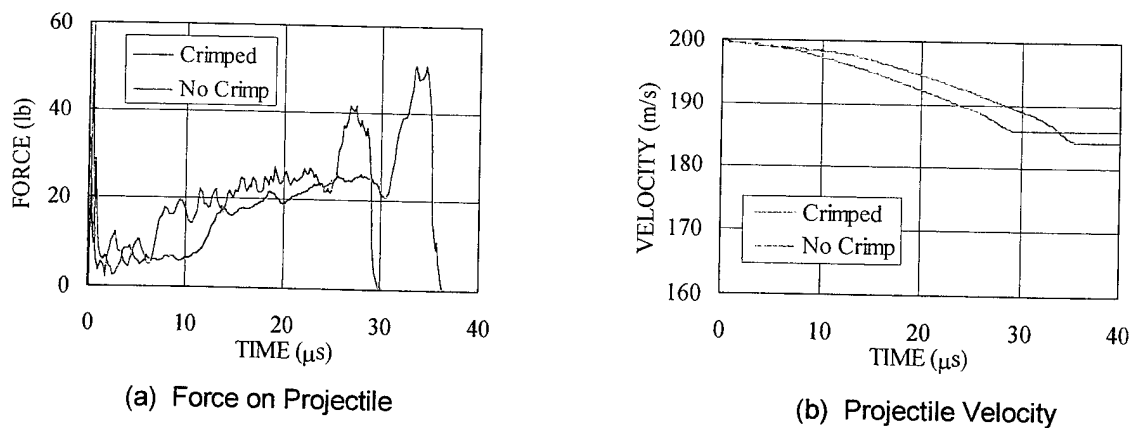 60
40
20
0
FORCE (lb)
Crimped
No Crimp
0 10 20 30 40
TIME (μs)
(a) Force on Projectile
200
190
180
170
160
VELOCITY (m/s)
Crimped
No Crimp
0 10 20 30 40
TIME (μs)
(b) Projectile Velocity